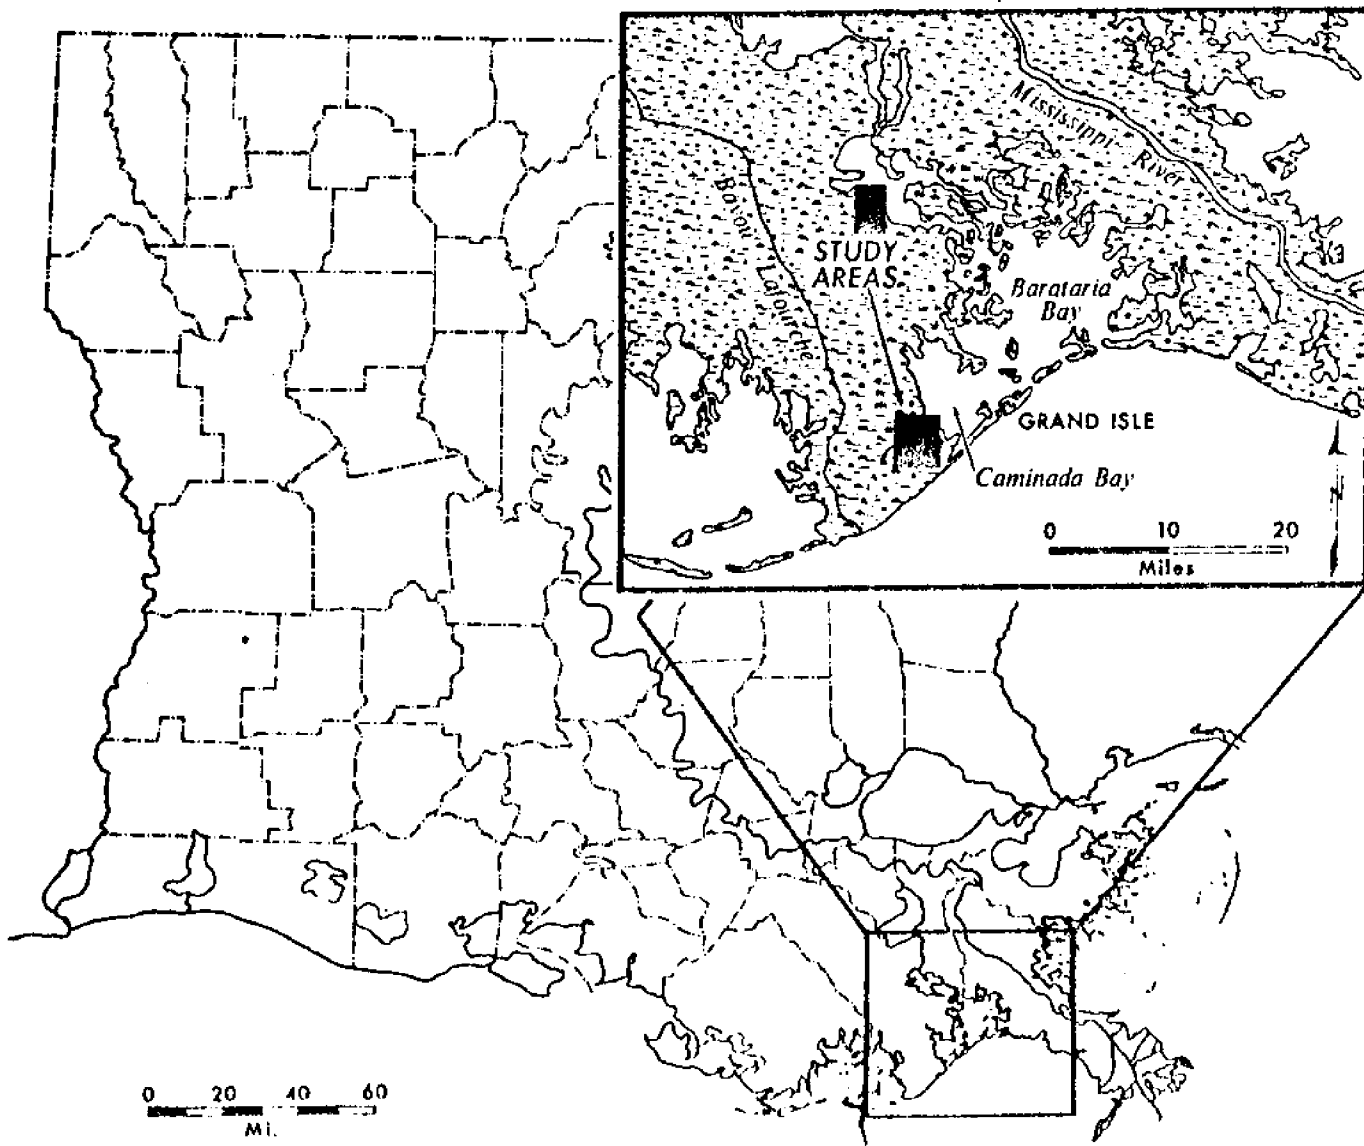 Mississippi River
Bayou Lafourche
STUDY
AREAS
Barataria
Bay
GRAND ISLE
Caminada Bay
0 10 20
Miles
N
0 20 40 60
Mi.